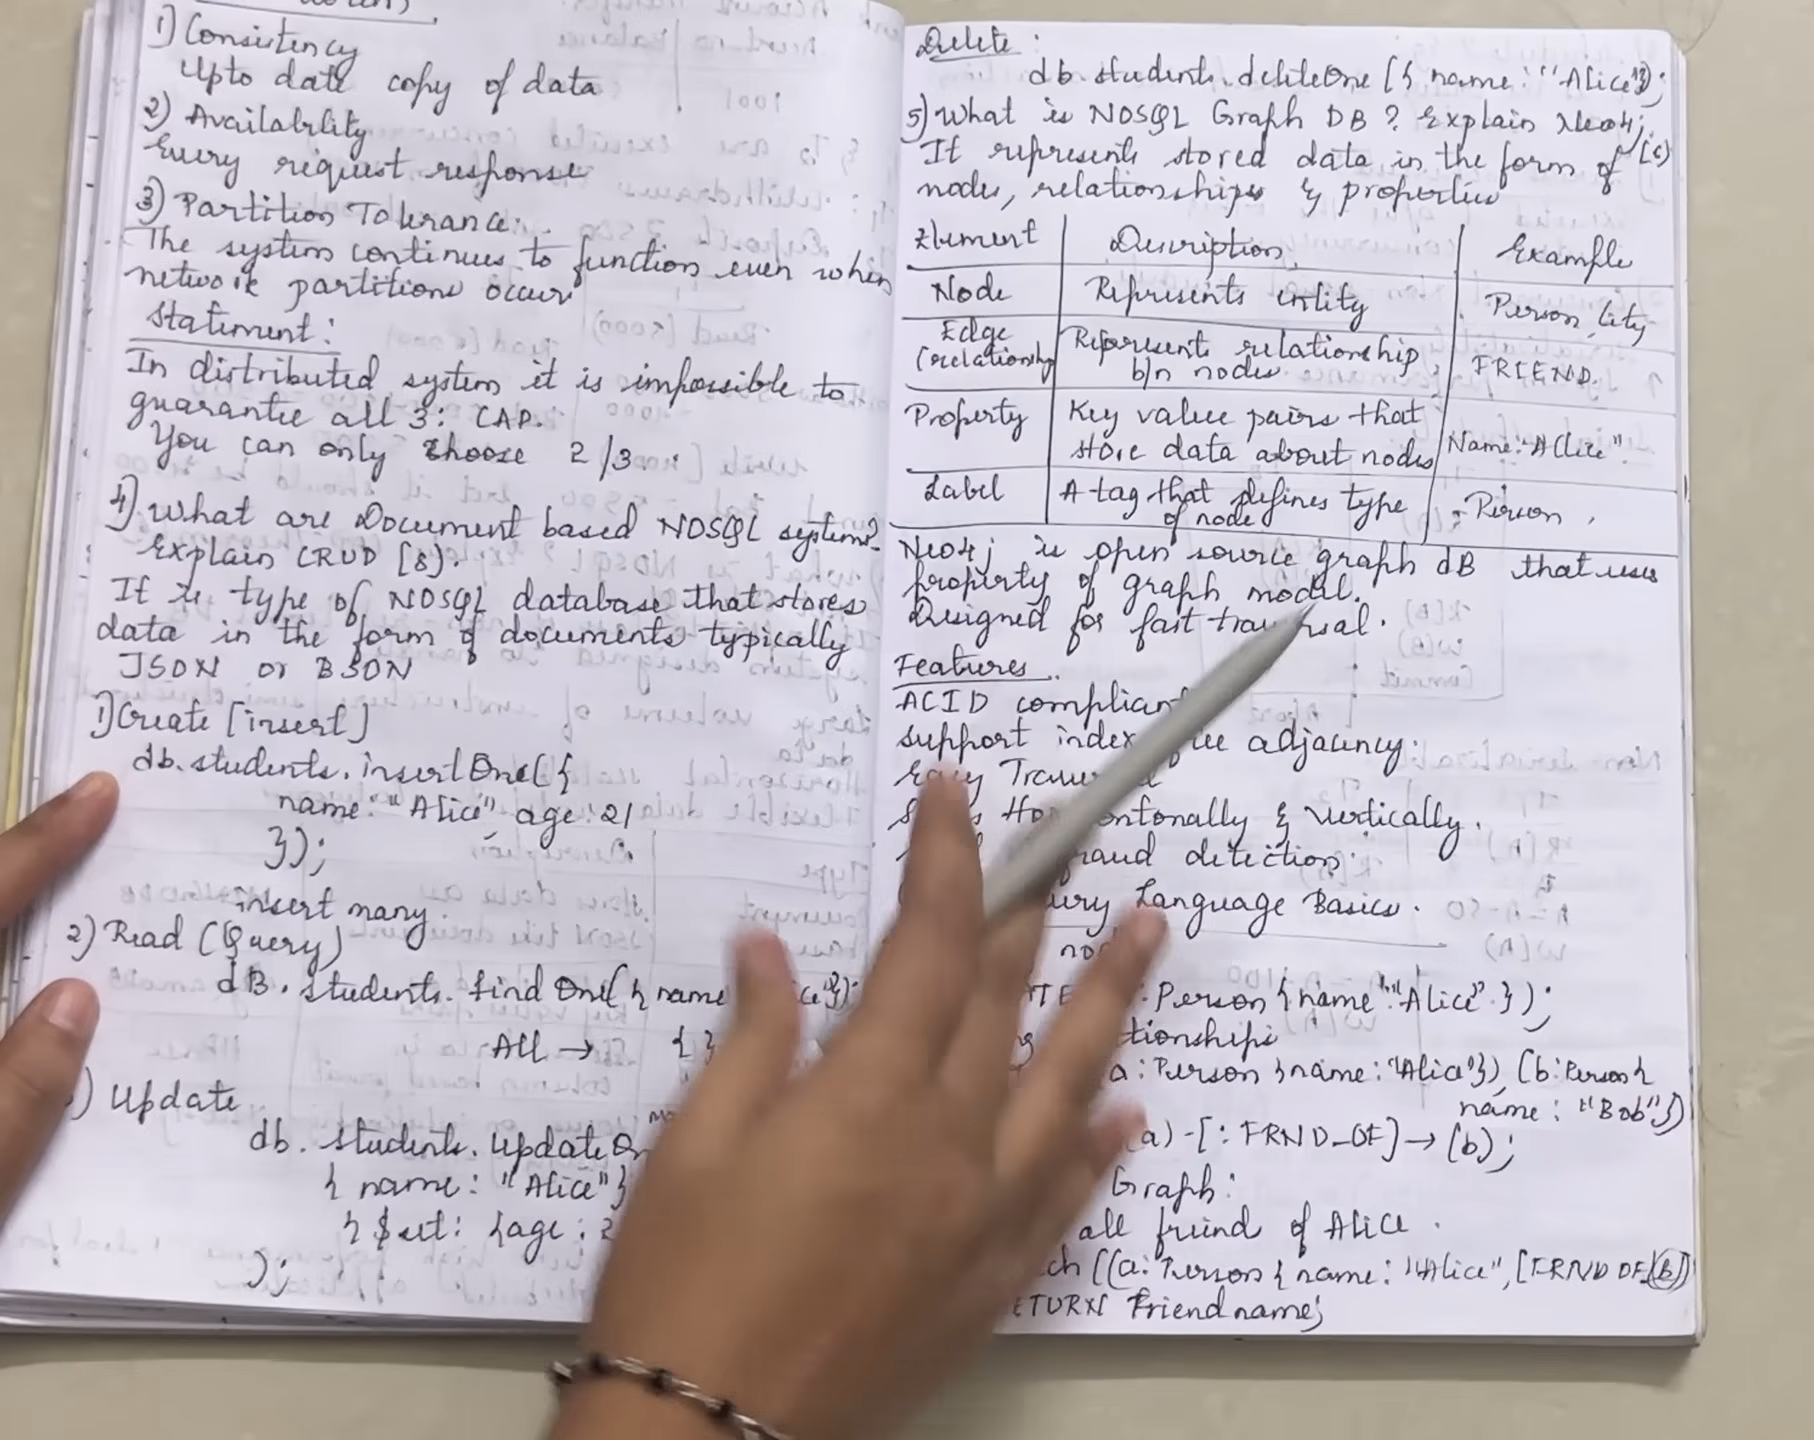 1) Consistency
Upto date copy of data
2) Availability
Every request response
3) Partition Tolerance.
The system continues to function even when
network partitions occur
Statement:
In distributed system it is impossible to
guarantee all 3: CAP.
You can only choose 2/3.
4) What are Document based NOSQL systems?
Explain CRUD [8].
It is type of NOSQL database that stores
data in the form of documents typically
JSON or BSON
1) Create [insert]
db.students.insertOne({
name: "Alice", age: 21
});
insert many.
2) Read (Query)
dB.students.findOne({ name
All → { }
) Update
db.students.update
{ name: "Alice" }
{ $set: {age:
);
Delete:
db.students.deleteOne [{ name: "Alice"});
5) What is NOSQL Graph DB? Explain Neo4j.
It represents stored data in the form of [c)
nodes, relationships & properties
Element Description Example
Node Represents entity Person, City
Edge (relationship Represents relationship b/n nodes. FRIEND.
Property Key value pairs that store data about nodes Name: "Alice".
Label A tag that defines type of node - Person.
Neo4j is open source graph dB that uses
property of graph model.
Designed for fast traversal.
Features.
ACID complian
support index adjacency.
Easy
Horizontonally & vertically.
fraud detection.
Language Basics.
: Person { name: "Alice" });
a: Person {name: "Alice"}) (b: Person {
name: "Bob"})
(a) -[: FRND_OF] → (b);
Graph:
all friend of Alice.
((a: Person { name: "Alice", [FRND OF (B)])
Friend name;